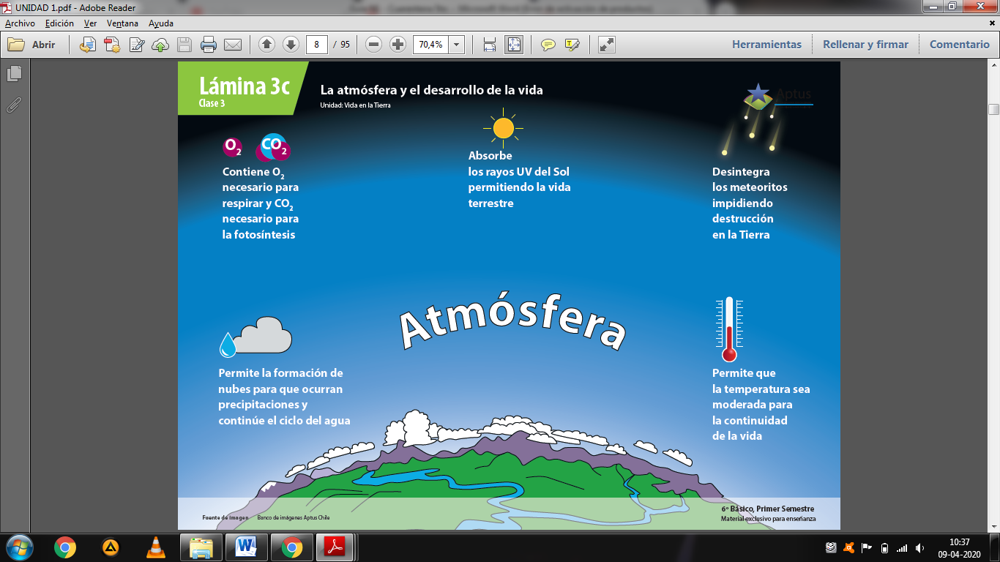 UNIDAD 1.pdf - Adobe Reader
Archivo Edición Ver Ventana Ayuda
Abrir 8 / 95 70,4% Herramientas Rellenar y firmar Comentario
Lámina 3c
Clase 3
La atmósfera y el desarrollo de la vida
Unidad: Vida en la Tierra
Aptus
O2 CO2
Contiene O2
necesario para
respirar y CO2
necesario para
la fotosíntesis
Absorbe
los rayos UV del Sol
permitiendo la vida
terrestre
Desintegra
los meteoritos
impidiendo
destrucción
en la Tierra
Atmósfera
Permite la formación de
nubes para que ocurran
precipitaciones y
continúe el ciclo del agua
Permite que
la temperatura sea
moderada para
la continuidad
de la vida
Fuente de imagen Banco de imágenes Aptus Chile
6º Básico, Primer Semestre
Material exclusivo para enseñanza
10:37
09-04-2020